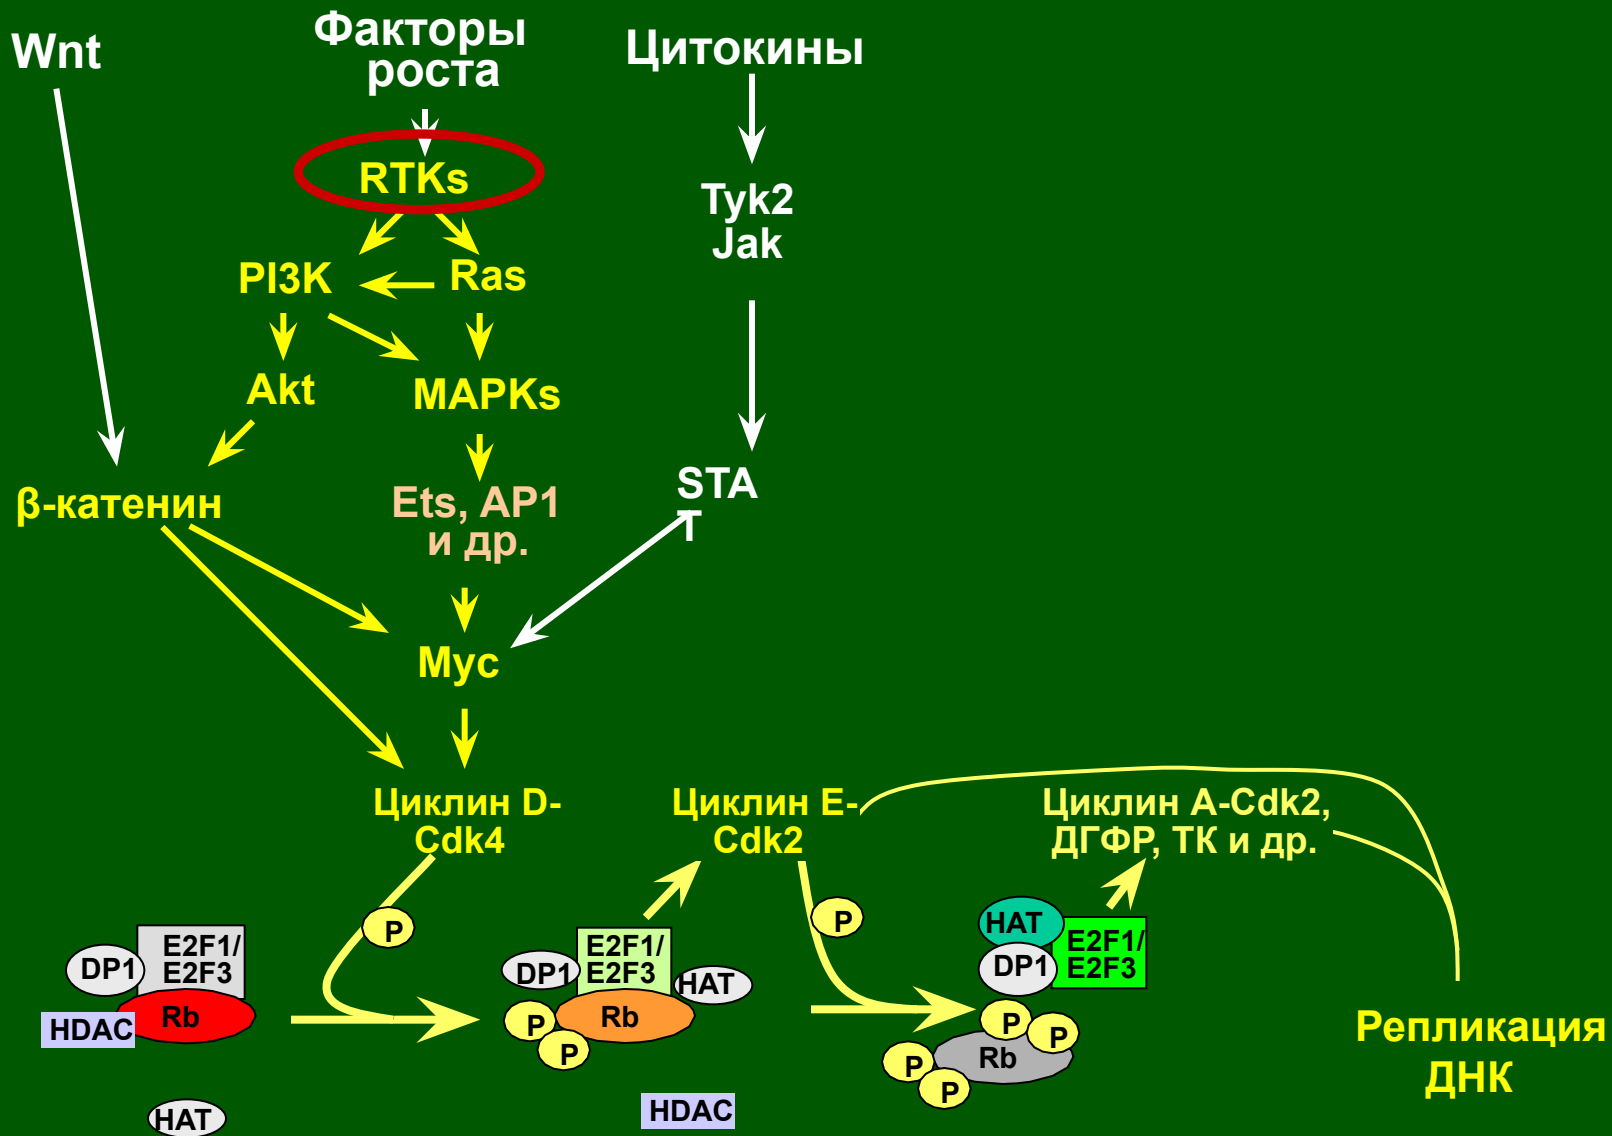 Wnt
Факторы
роста
Цитокины
RTKs
Tyk2
Jak
PI3K
Ras
Akt
MAPKs
β-катенин
Ets, AP1
и др.
STA
T
Myc
Циклин D-
Cdk4
Циклин E-
Cdk2
Циклин A-Cdk2,
ДГФР, ТК и др.
P
P
HAT
DP1
E2F1/
E2F3
DP1
E2F1/
E2F3
HAT
DP1
E2F1/
E2F3
HDAC
Rb
P
P
Rb
P
P
P
P
Rb
Репликация
ДНК
HAT
HDAC